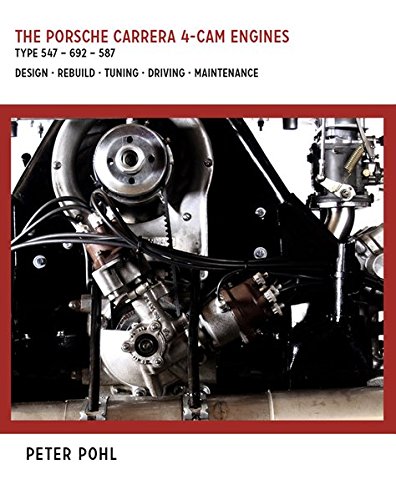 THE PORSCHE CARRERA 4-CAM ENGINES
TYPE 547 – 692 – 587
DESIGN · REBUILD · TUNING · DRIVING · MAINTENANCE
PETER POHL